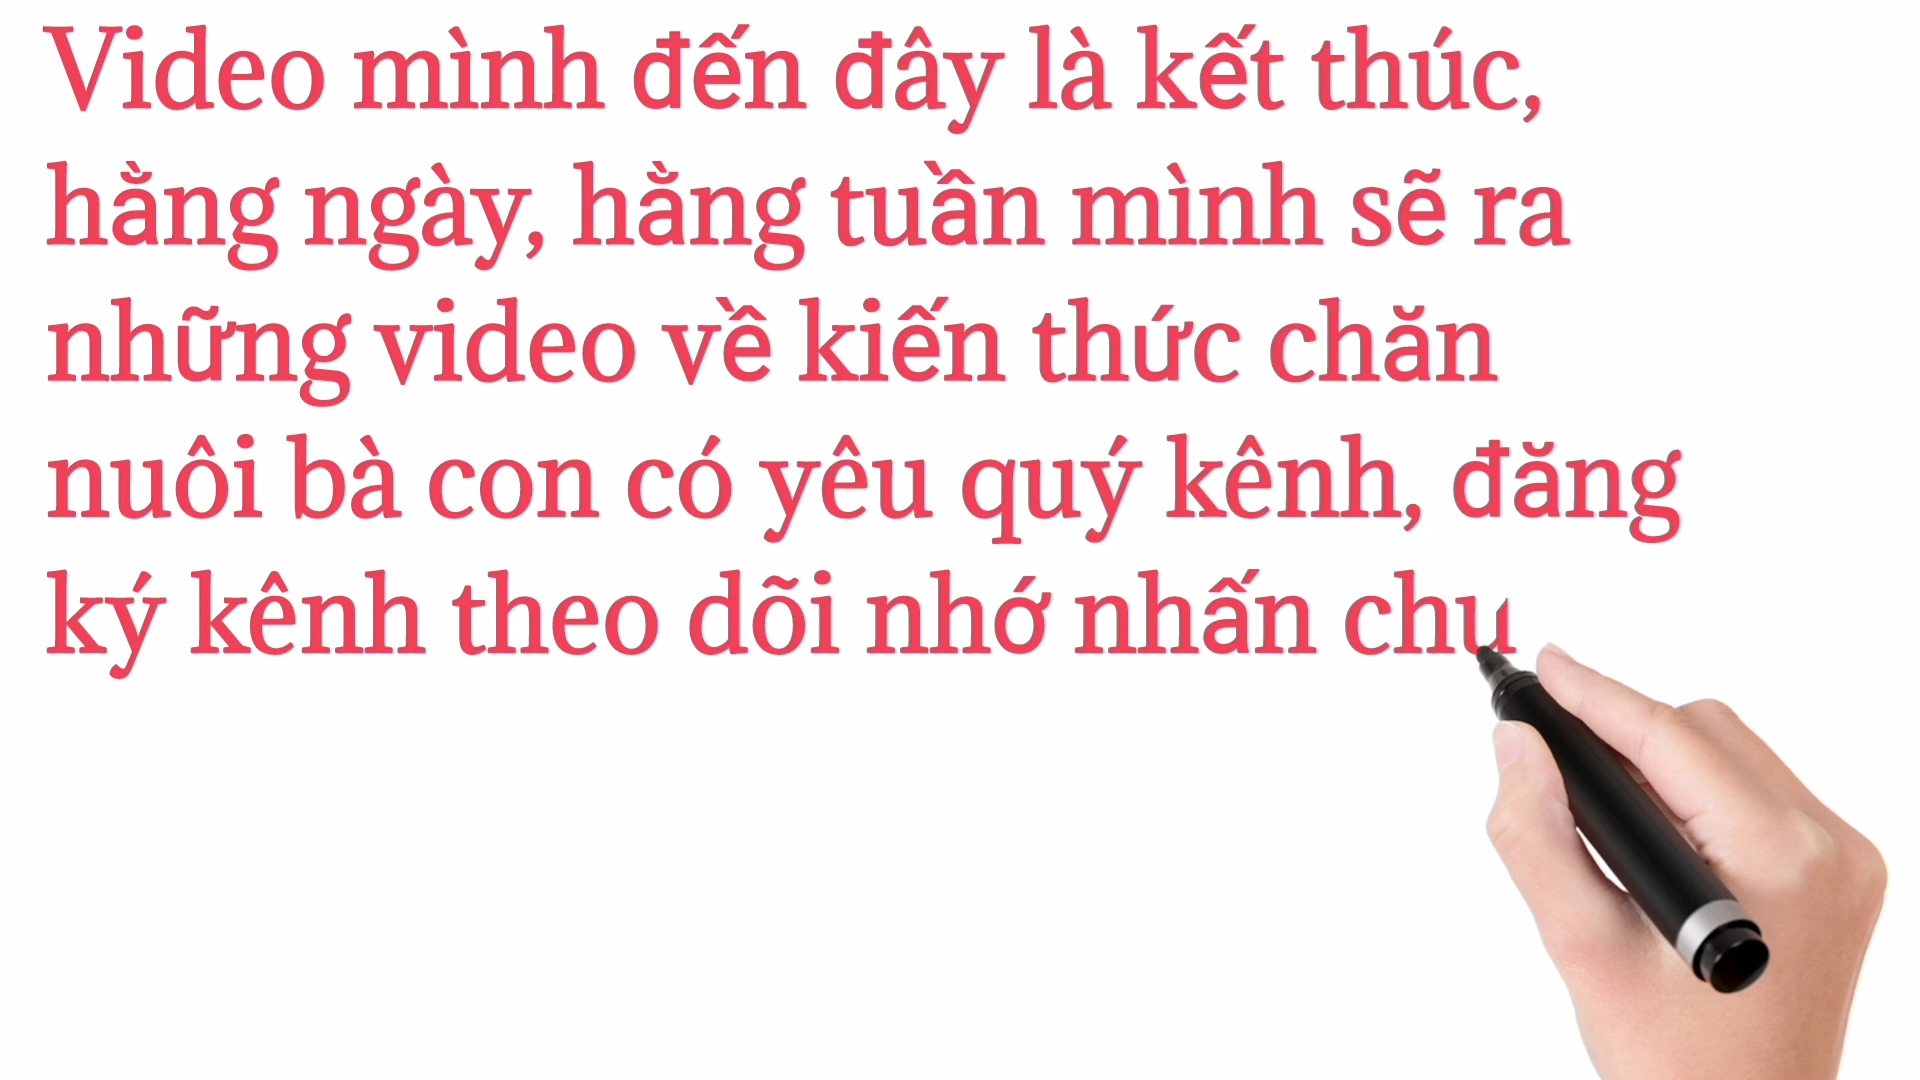 Video mình đến đây là kết thúc,
hằng ngày, hằng tuần mình sẽ ra
những video về kiến thức chăn
nuôi bà con có yêu quý kênh, đăng
ký kênh theo dõi nhớ nhấn chu